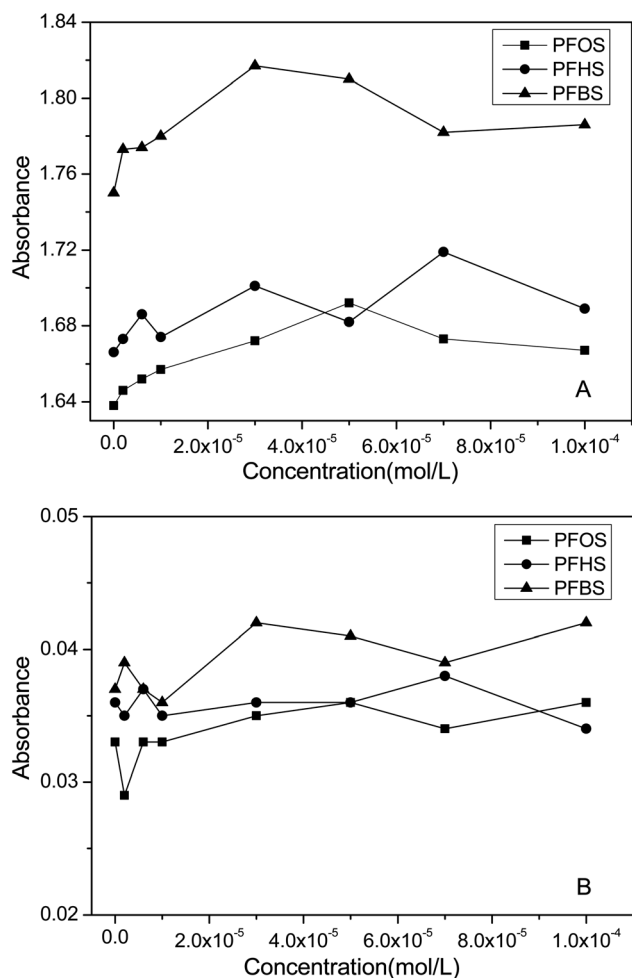 1.84
1.80
1.76
1.72
1.68
1.64
Absorbance
PFOS
PFHS
PFBS
A
0.0 2.0x10⁻⁵ 4.0x10⁻⁵ 6.0x10⁻⁵ 8.0x10⁻⁵ 1.0x10⁻⁴
Concentration(mol/L)
0.05
0.04
0.03
0.02
Absorbance
PFOS
PFHS
PFBS
B
0.0 2.0x10⁻⁵ 4.0x10⁻⁵ 6.0x10⁻⁵ 8.0x10⁻⁵ 1.0x10⁻⁴
Concentration(mol/L)